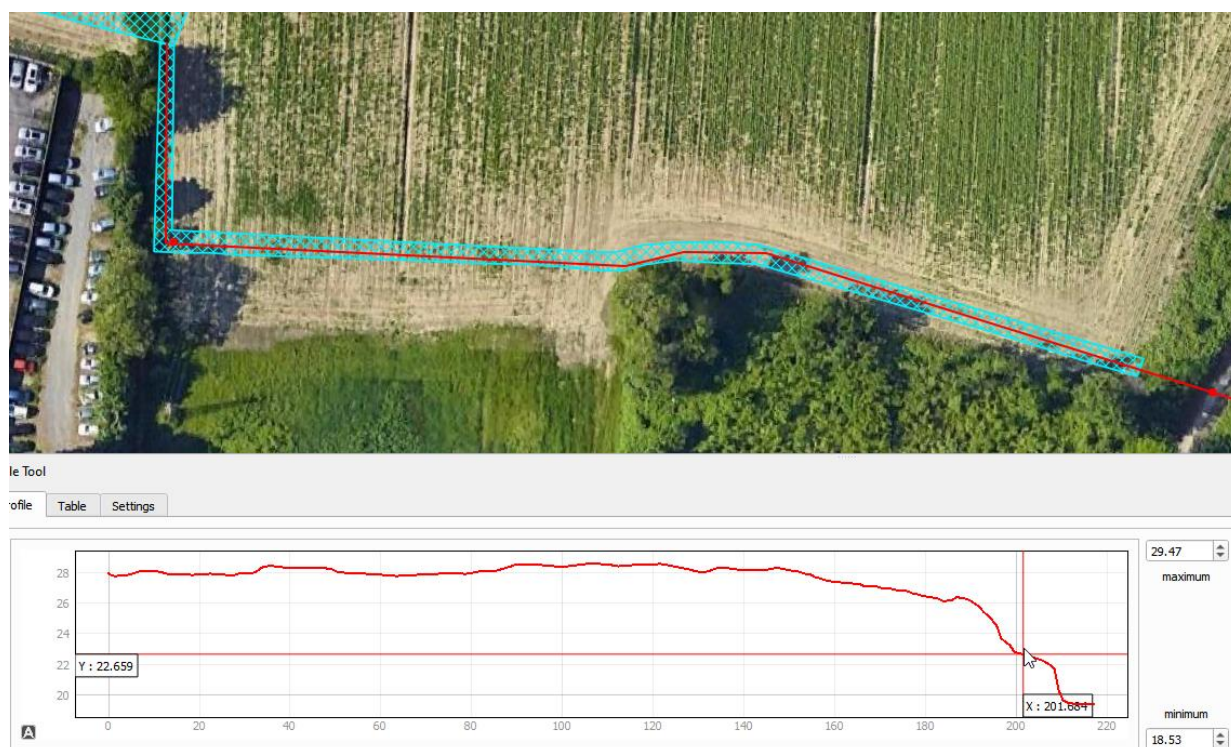 le Tool
rofile Table Settings
29.47
maximum
28
26
24
22
20
Y : 22.659
X : 201.684
0 20 40 60 80 100 120 140 160 180 200 220
A
minimum
18.53